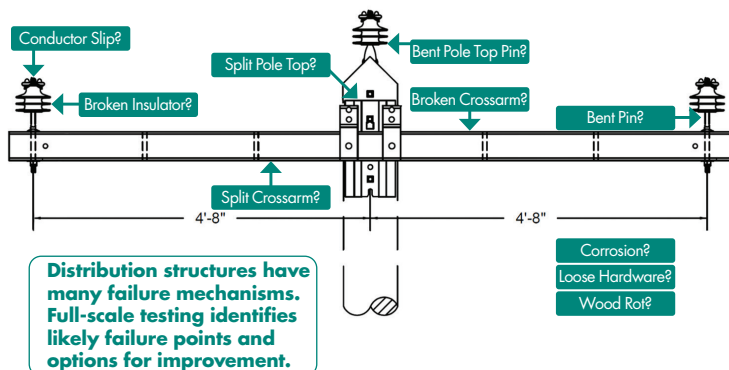 Conductor Slip?
Bent Pole Top Pin?
Split Pole Top?
Broken Insulator?
Broken Crossarm?
Bent Pin?
Split Crossarm?
4'-8"
4'-8"
Corrosion?
Loose Hardware?
Wood Rot?
Distribution structures have
many failure mechanisms.
Full-scale testing identifies
likely failure points and
options for improvement.